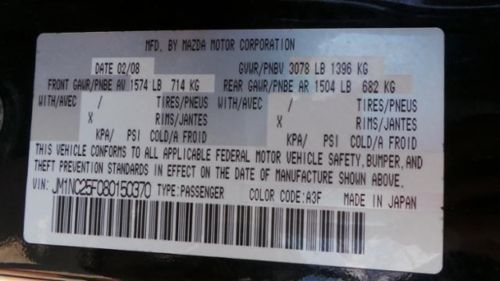 MFD. BY MAZDA MOTOR CORPORATION
DATE 02/08 GVWR/PNBV 3078 LB 1396 KG
FRONT GAWR/PNBE AV 1574 LB 714 KG REAR GAWR/PNBE AR 1504 LB 682 KG
WITH/AVEC / TIRES/PNEUS WITH/AVEC / TIRES/PNEUS
X RIMS/JANTES X RIMS/JANTES
KPA/ PSI COLD/A FROID KPA/ PSI COLD/A FROID
THIS VEHICLE CONFORMS TO ALL APPLICABLE FEDERAL MOTOR VEHICLE SAFETY, BUMPER, AND
THEFT PREVENTION STANDARDS IN EFFECT ON THE DATE OF MANUFACTURE SHOWN ABOVE.
VIN: JM1NC25F080150370 TYPE:PASSENGER COLOR CODE: A3F MADE IN JAPAN